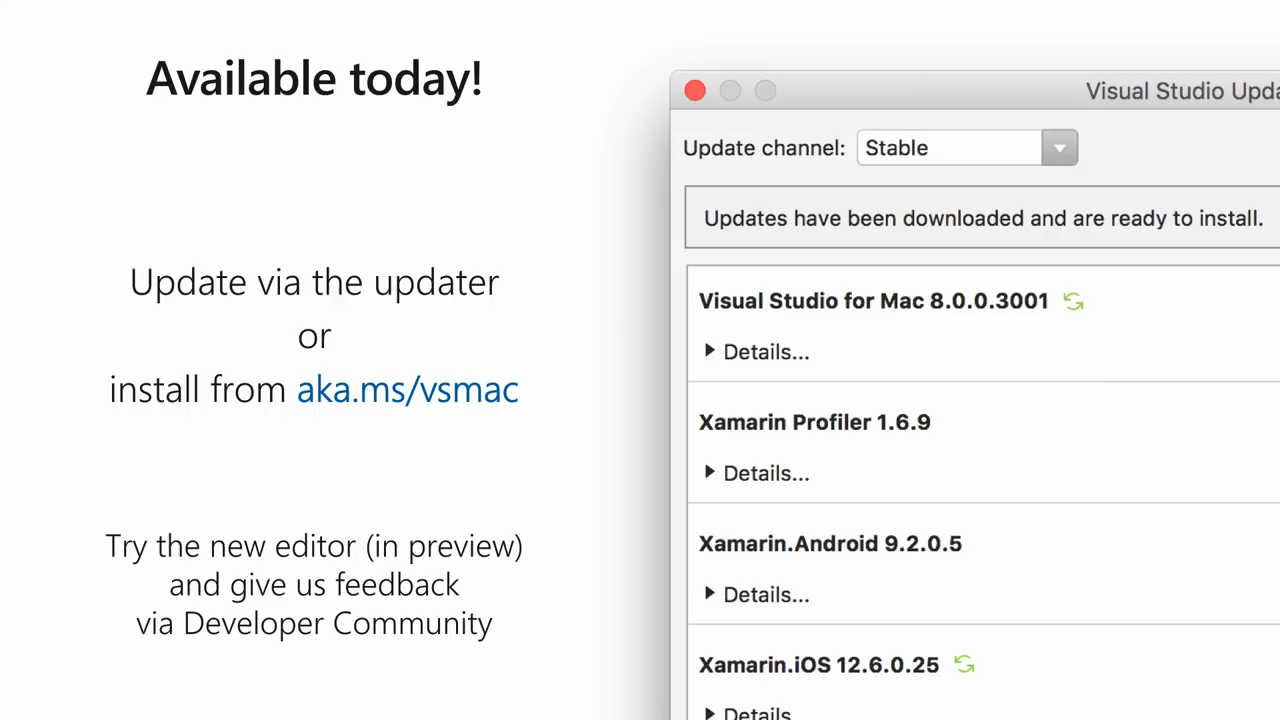 Available today!
Update via the updater
or
install from aka.ms/vsmac
Try the new editor (in preview)
and give us feedback
via Developer Community
Visual Studio Upda
Update channel: Stable
Updates have been downloaded and are ready to install.
Visual Studio for Mac 8.0.0.3001
Details...
Xamarin Profiler 1.6.9
Details...
Xamarin.Android 9.2.0.5
Details...
Xamarin.iOS 12.6.0.25
Details